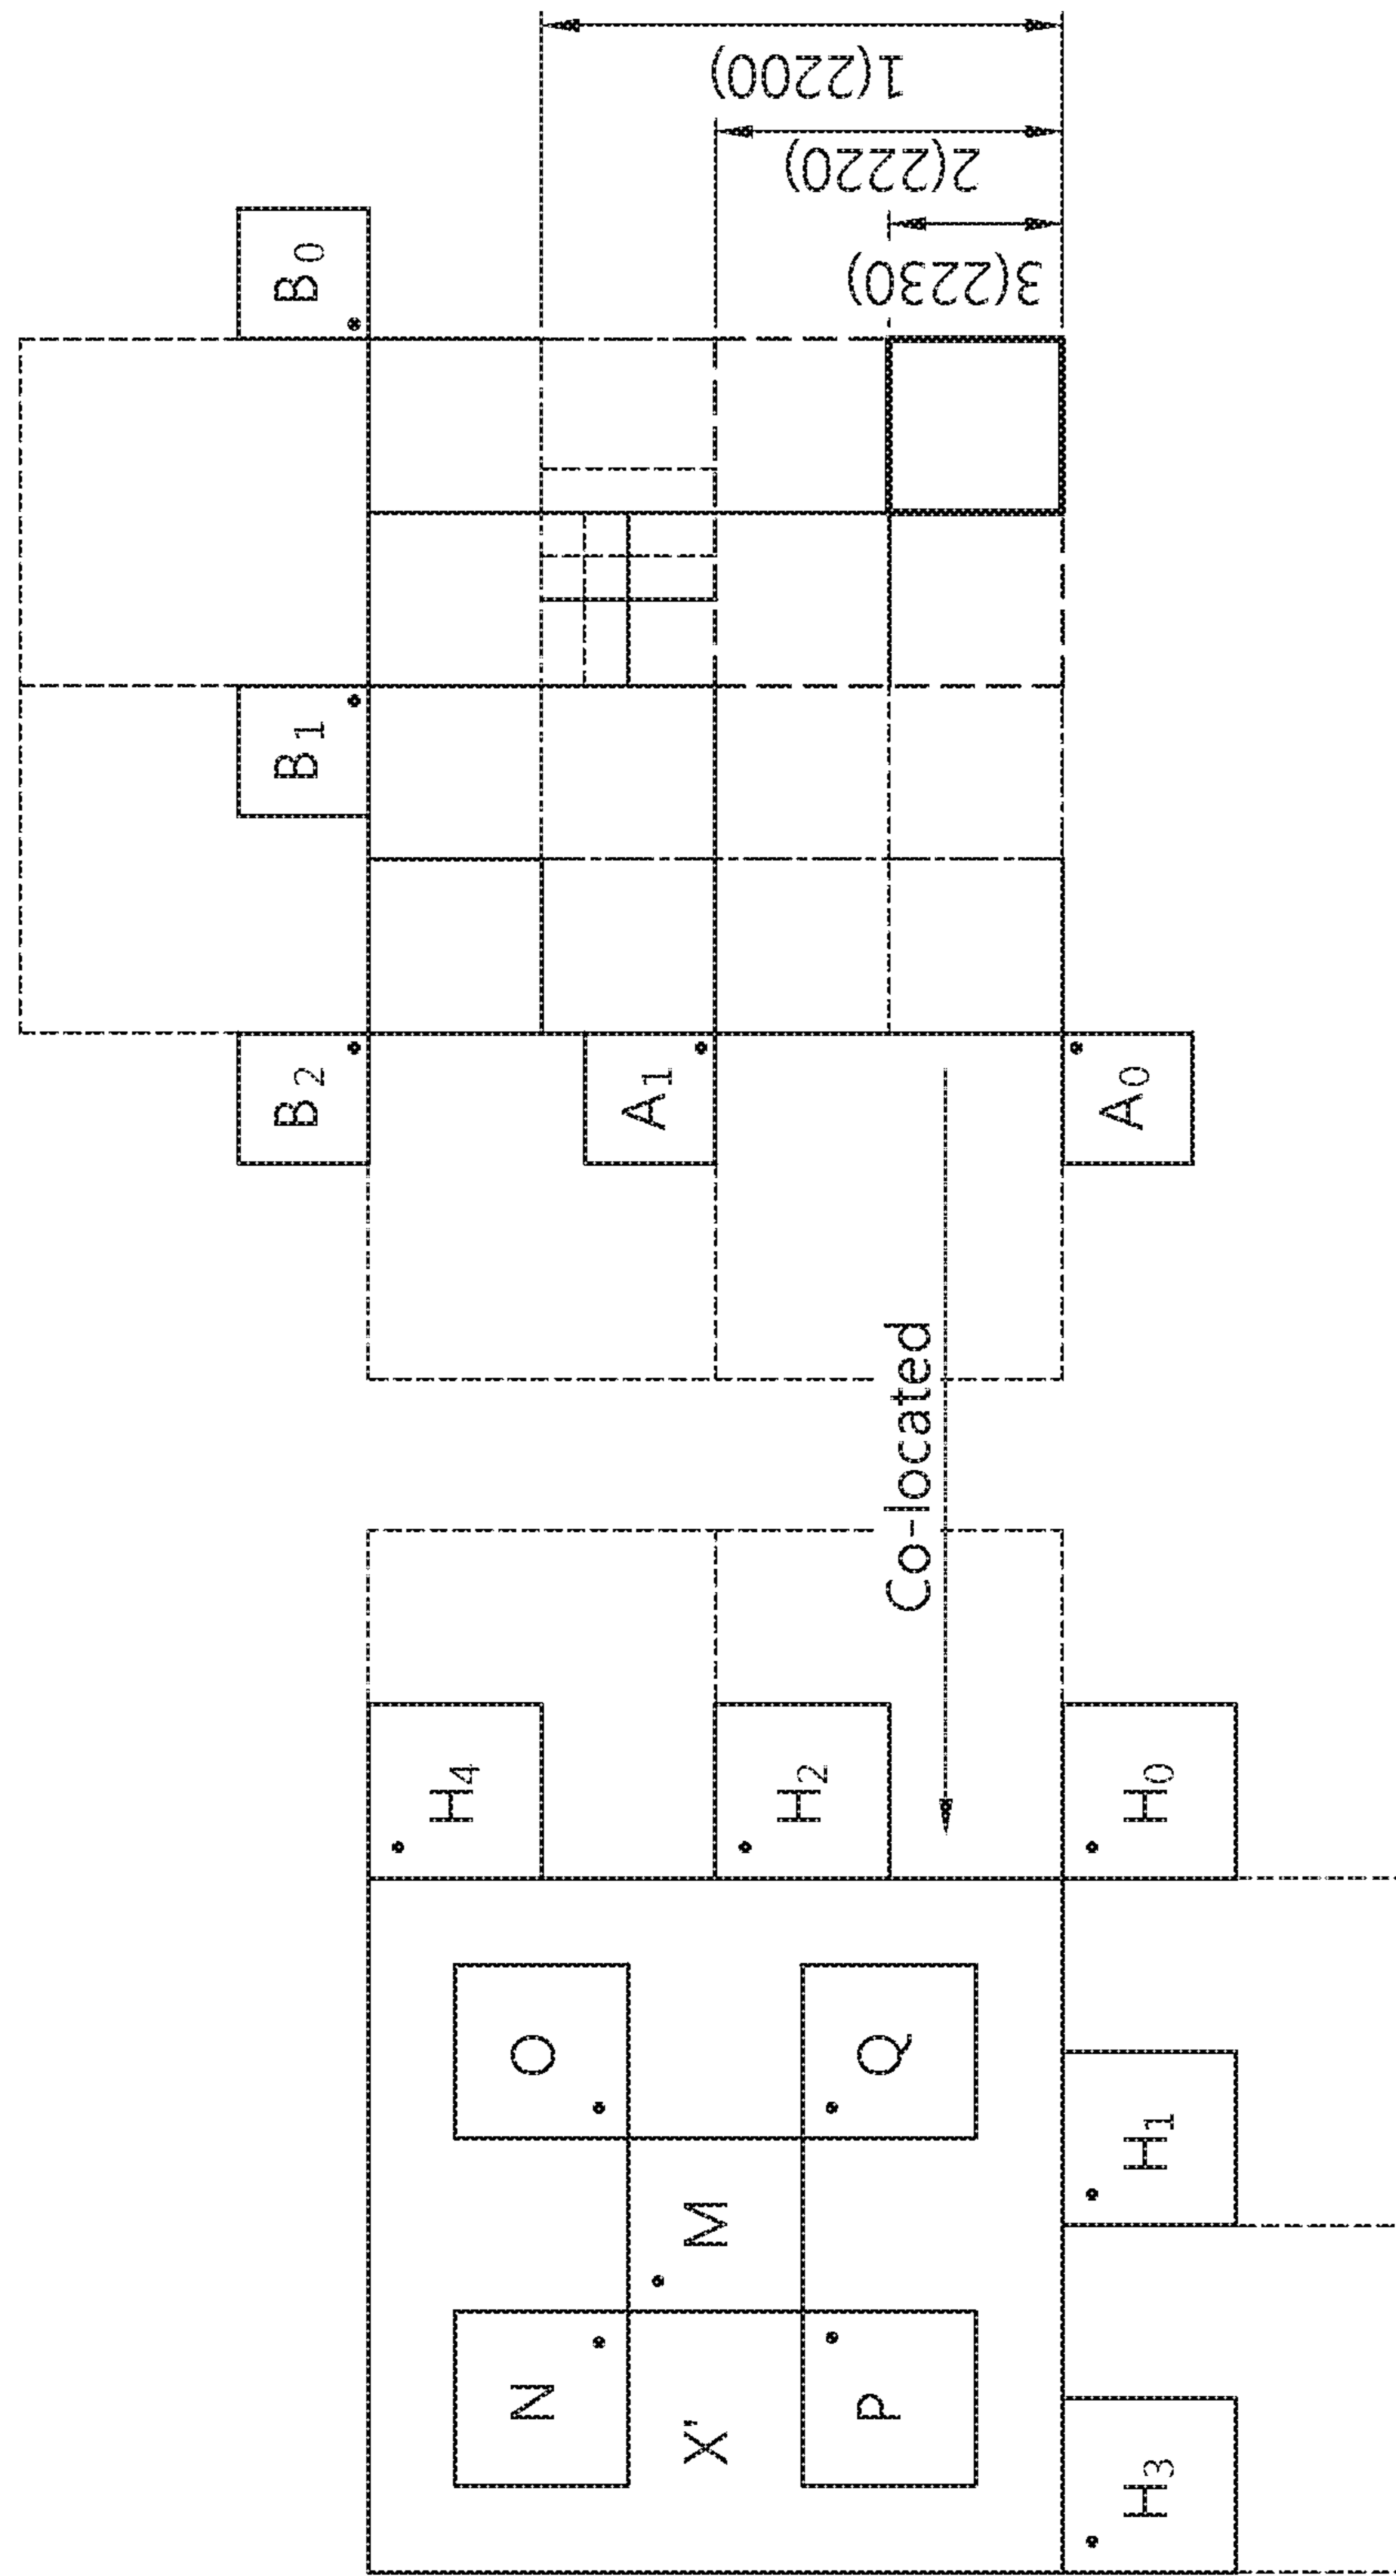 1(2200)
2(2220)
3(2230)
B0
B1
B2
A1
A0
Co-located
H4
H2
H0
O
Q
M
H1
N
X'
P
H3